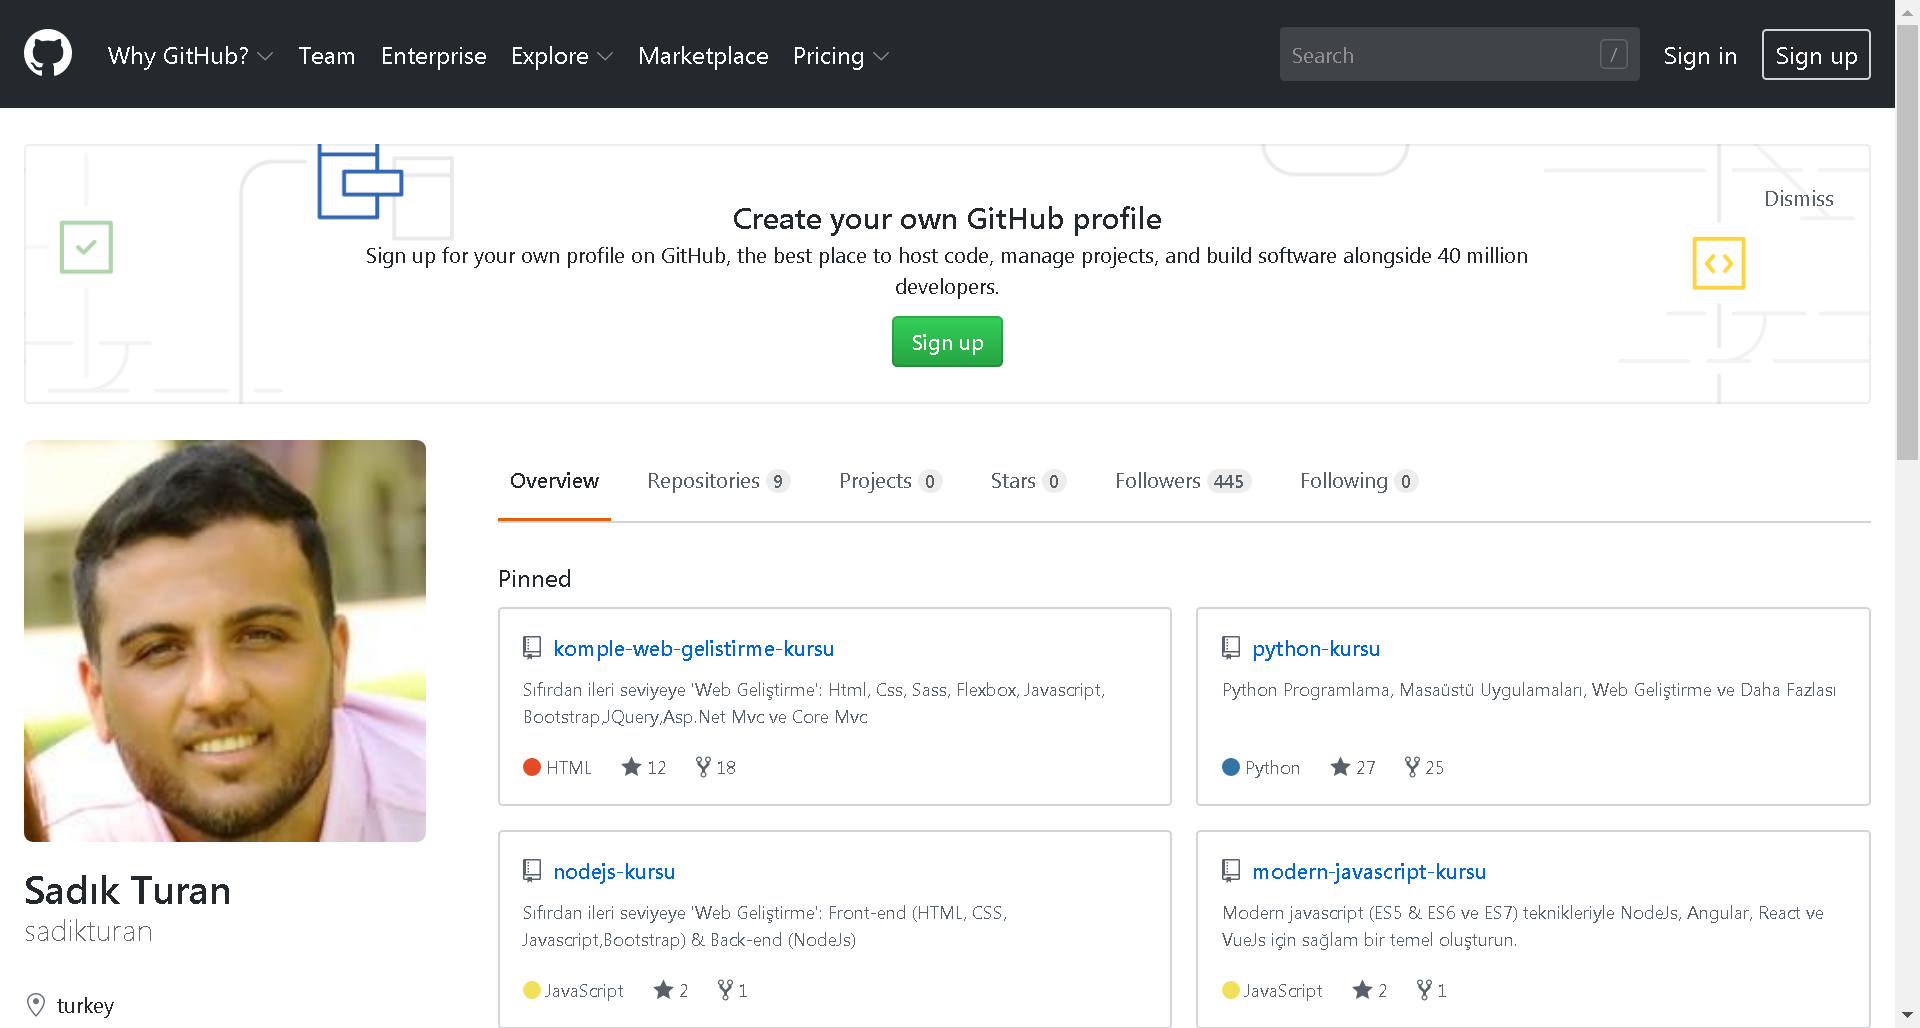 Why GitHub? Team Enterprise Explore Marketplace Pricing Search / Sign in Sign up
Dismiss
Create your own GitHub profile
Sign up for your own profile on GitHub, the best place to host code, manage projects, and build software alongside 40 million
developers.
Sign up
Overview Repositories 9 Projects 0 Stars 0 Followers 445 Following 0
Pinned
komple-web-gelistirme-kursu
Sıfırdan ileri seviyeye 'Web Geliştirme': Html, Css, Sass, Flexbox, Javascript,
Bootstrap,JQuery,Asp.Net Mvc ve Core Mvc
HTML 12 18
python-kursu
Python Programlama, Masaüstü Uygulamaları, Web Geliştirme ve Daha Fazlası
Python 27 25
nodejs-kursu
Sıfırdan ileri seviyeye 'Web Geliştirme': Front-end (HTML, CSS,
Javascript,Bootstrap) & Back-end (NodeJs)
JavaScript 2 1
modern-javascript-kursu
Modern javascript (ES5 & ES6 ve ES7) teknikleriyle NodeJs, Angular, React ve
VueJs için sağlam bir temel oluşturun.
JavaScript 2 1
Sadık Turan
sadikturan
turkey